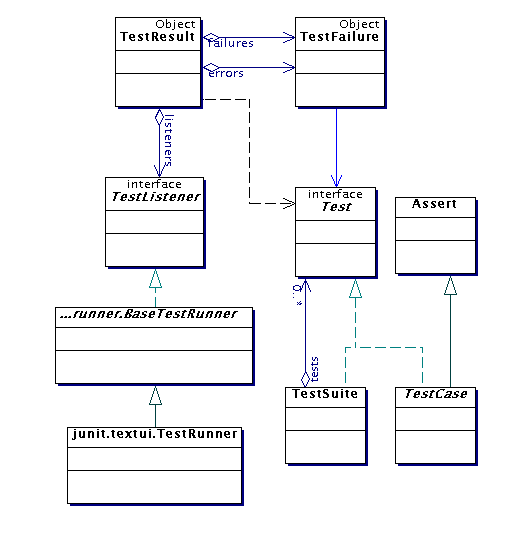 Object
TestResult
Object
TestFailure
failures
errors
listeners
interface
TestListener
interface
Test
Assert
...runner.BaseTestRunner
0..*
tests
TestSuite
TestCase
junit.textui.TestRunner